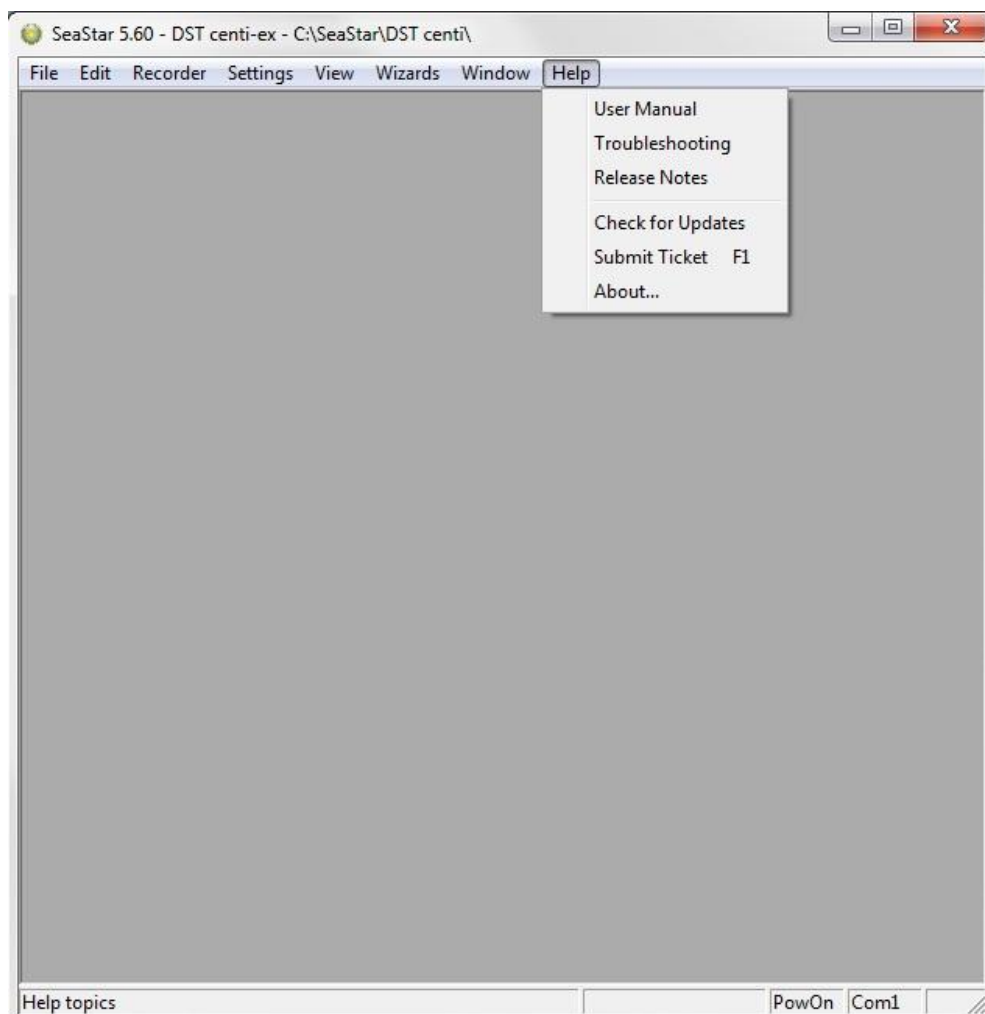 SeaStar 5.60 - DST centi-ex - C:\SeaStar\DST centi\
File Edit Recorder Settings View Wizards Window Help
User Manual
Troubleshooting
Release Notes
Check for Updates
Submit Ticket F1
About...
Help topics PowOn Com1